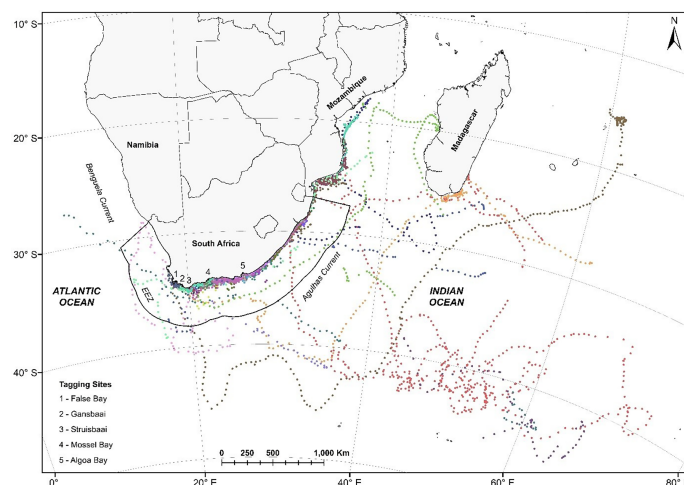 10° S
N
Mozambique
20° S
Namibia
Madagascar
Benguela Current
30° S
South Africa
1 2 3 4 5
EEZ
Agulhas Current
ATLANTIC
OCEAN
INDIAN
OCEAN
40° S
Tagging Sites
1 - False Bay
2 - Gansbaai
3 - Struisbaai
4 - Mossel Bay
5 - Algoa Bay
0 250 500 1,000 Km
0° 20° E 40° E 60° E 80° E